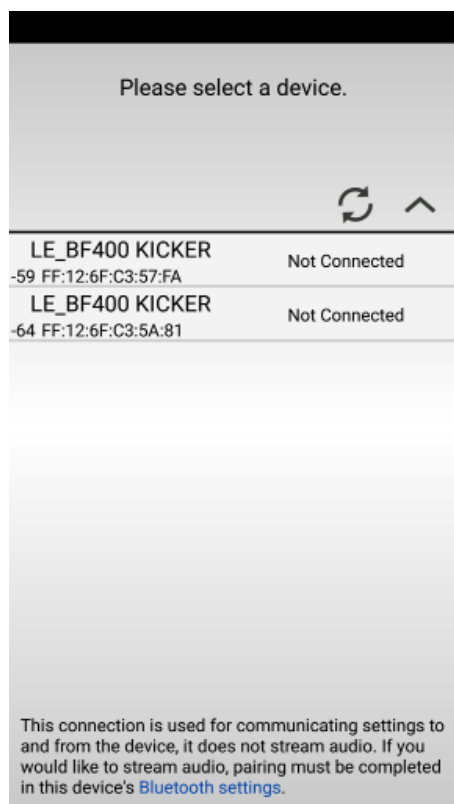 Please select a device.
LE_BF400 KICKER
Not Connected
-59 FF:12:6F:C3:57:FA
LE_BF400 KICKER
Not Connected
-64 FF:12:6F:C3:5A:81
This connection is used for communicating settings to
and from the device, it does not stream audio. If you
would like to stream audio, pairing must be completed
in this device's Bluetooth settings.